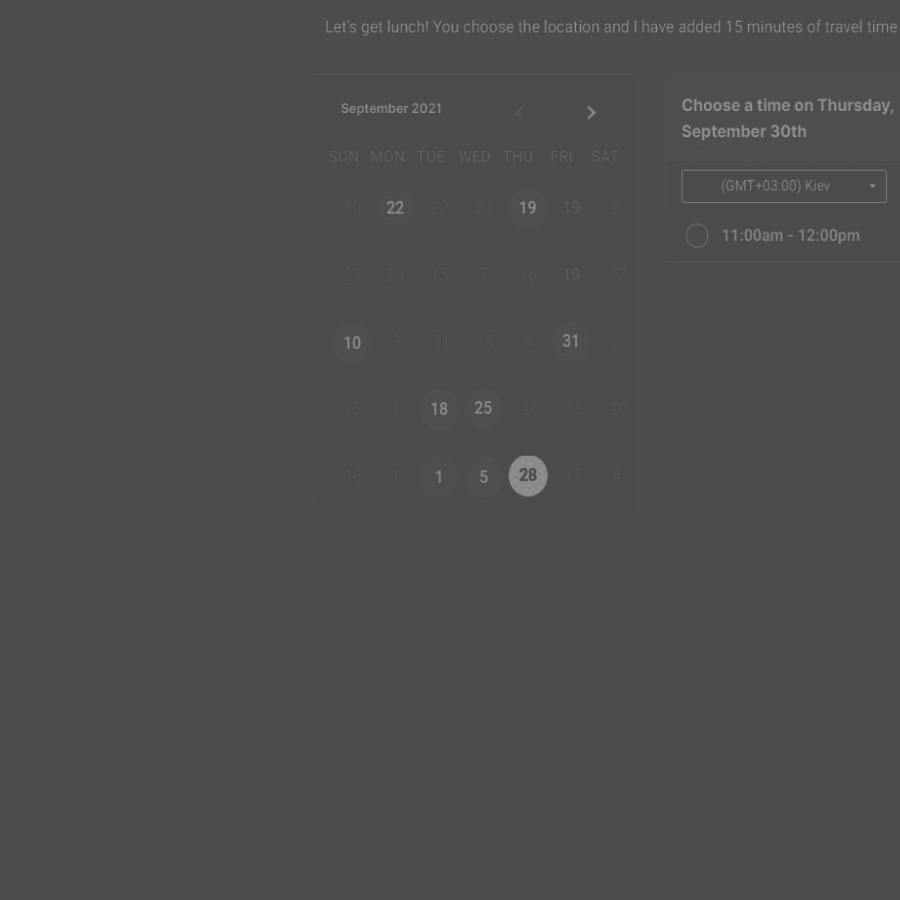 Let's get lunch! You choose the location and I have added 15 minutes of travel time
September 2021
SUN MON TUE WED THU FRI SAT
10 22 22 23 19 19 2
29 20 15 7 16 19 13
10 9 31 18 4 31 2
15 1 18 25 26 13 20
18 1 1 5 28 17 4
Choose a time on Thursday,
September 30th
(GMT+03:00) Kiev
11:00am - 12:00pm